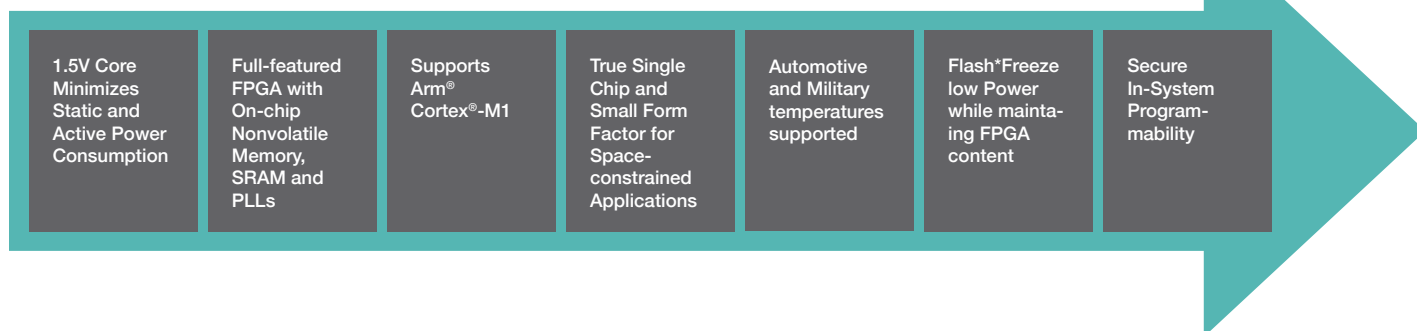 1.5V Core
Minimizes
Static and
Active Power
Consumption
Full-featured
FPGA with
On-chip
Nonvolatile
Memory,
SRAM and
PLLs
Supports
Arm®
Cortex®-M1
True Single
Chip and
Small Form
Factor for
Space-
constrained
Applications
Automotive
and Military
temperatures
supported
Flash*Freeze
low Power
while mainta-
ing FPGA
content
Secure
In-System
Program-
mability